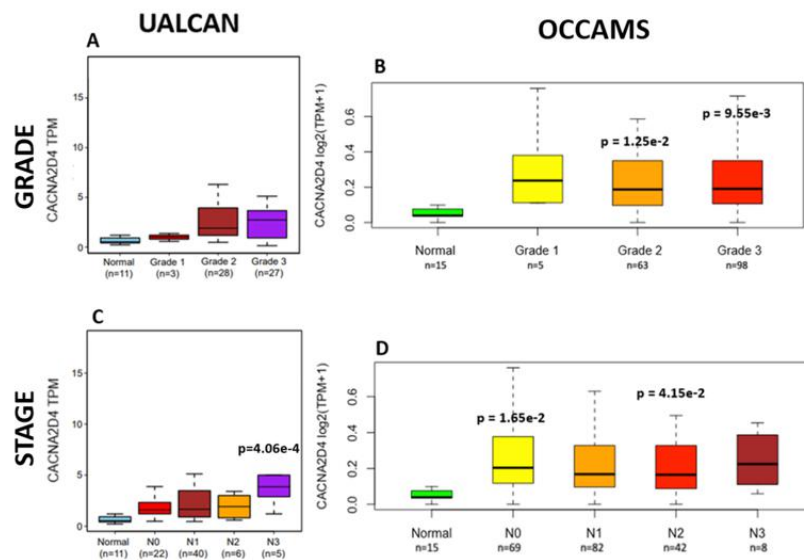 UALCAN
OCCAMS
GRADE
A
CACNA2D4 TPM
15
10
5
0
Normal
(n=11)
Grade 1
(n=3)
Grade 2
(n=28)
Grade 3
(n=27)
B
CACNA2D4 log2(TPM+1)
0.6
0.4
0.2
0.0
p = 1.25e-2
p = 9.55e-3
Normal
n=15
Grade 1
n=5
Grade 2
n=63
Grade 3
n=98
STAGE
C
CACNA2D4 TPM
15
10
5
0
p=4.06e-4
Normal
(n=11)
N0
(n=22)
N1
(n=40)
N2
(n=6)
N3
(n=5)
D
CACNA2D4 log2(TPM+1)
0.6
0.4
0.2
0.0
p = 1.65e-2
p = 4.15e-2
Normal
n=15
N0
n=69
N1
n=82
N2
n=42
N3
n=8